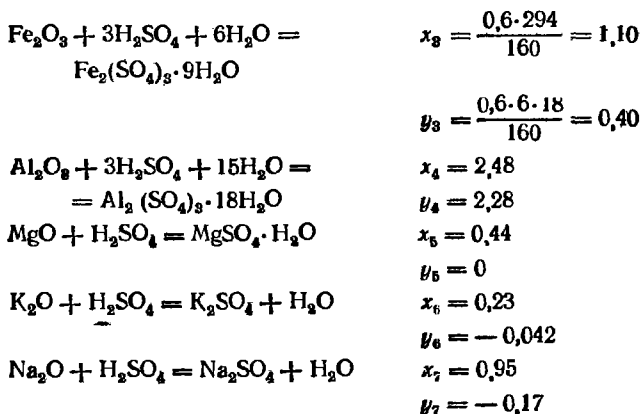 Fe₂O₃ + 3H₂SO₄ + 6H₂O = x₃ = 0,6·294 / 160 = 1,10
Fe₂(SO₄)₃·9H₂O
y₃ = 0,6·6·18 / 160 = 0,40
Al₂O₃ + 3H₂SO₄ + 15H₂O = x₄ = 2,48
= Al₂ (SO₄)₃·18H₂O y₄ = 2,28
MgO + H₂SO₄ = MgSO₄·H₂O x₅ = 0,44
y₅ = 0
K₂O + H₂SO₄ = K₂SO₄ + H₂O x₆ = 0,23
y₆ = — 0,042
Na₂O + H₂SO₄ = Na₂SO₄ + H₂O x₇ = 0,95
y₇ = — 0,17